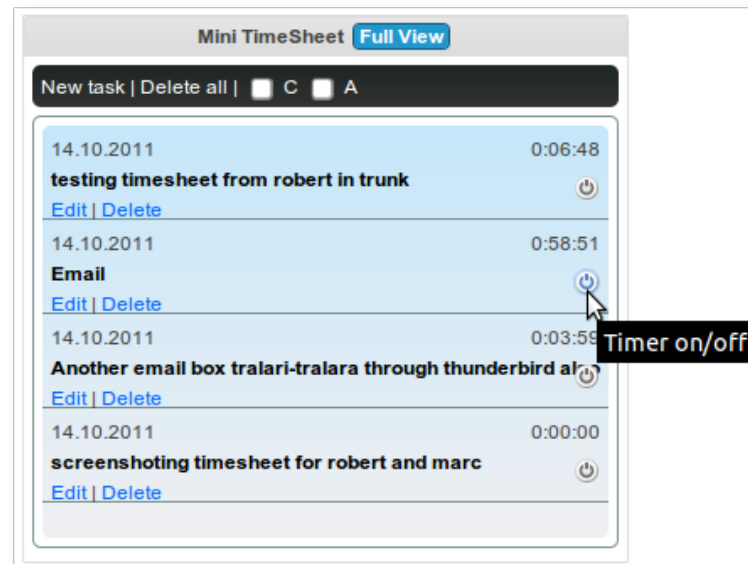 Mini TimeSheet Full View
New task | Delete all | C A
14.10.2011 0:06:48
testing timesheet from robert in trunk
Edit | Delete
14.10.2011 0:58:51
Email
Edit | Delete
14.10.2011 0:03:59
Timer on/off
Another email box tralari-tralara through thunderbird
Edit | Delete
14.10.2011 0:00:00
screenshoting timesheet for robert and marc
Edit | Delete